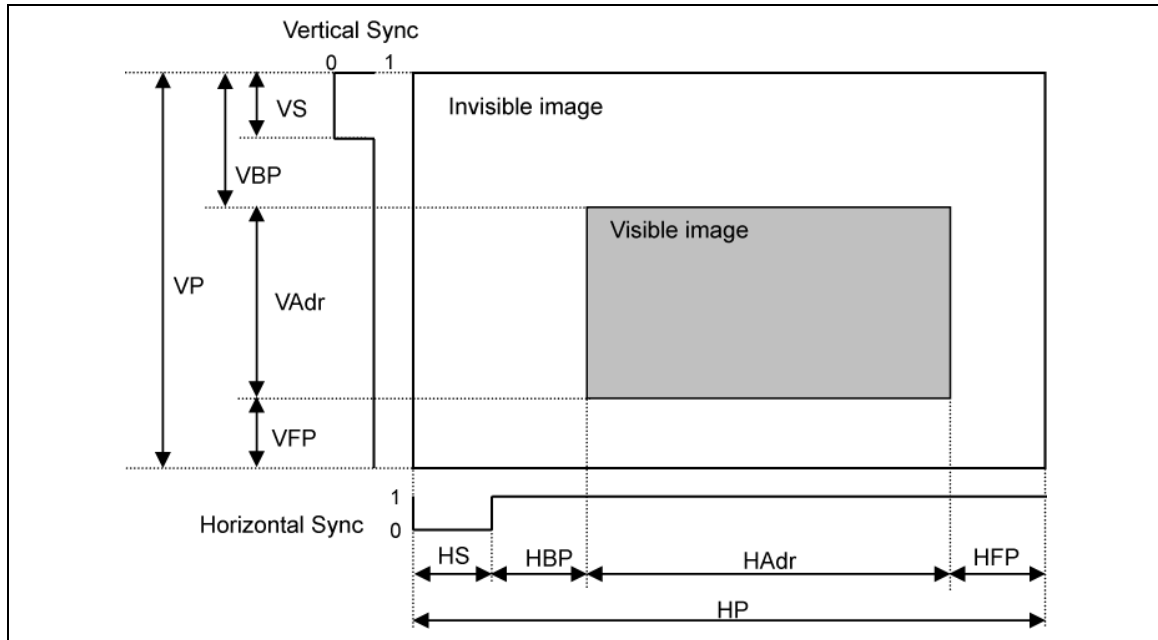 Vertical Sync
0 1
VS
Invisible image
VBP
Visible image
VP
VAdr
VFP
1
Horizontal Sync 0
HS HBP HAdr HFP
HP